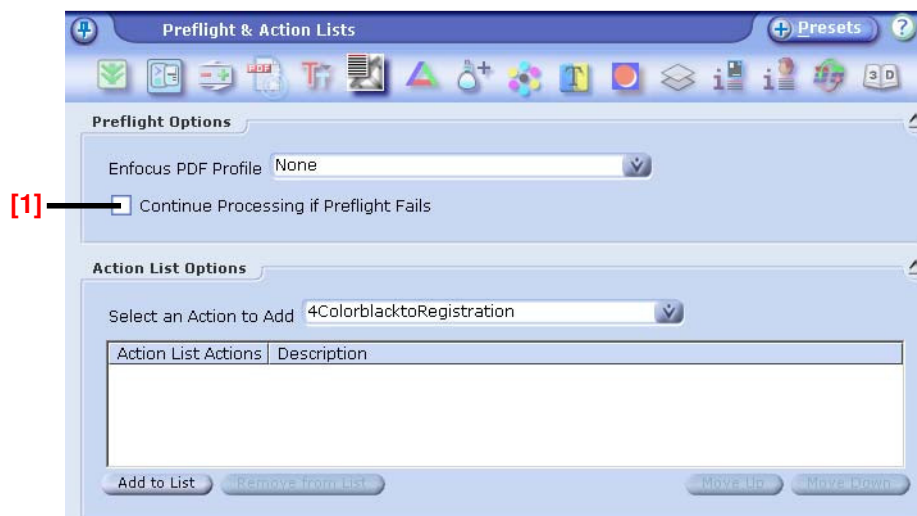 Preflight & Action Lists
Presets
?
PDF
3D
Preflight Options
Enfocus PDF Profile None
[1]
Continue Processing if Preflight Fails
Action List Options
Select an Action to Add 4ColorblacktoRegistration
Action List Actions Description
Add to List Remove from List Move Up Move Down